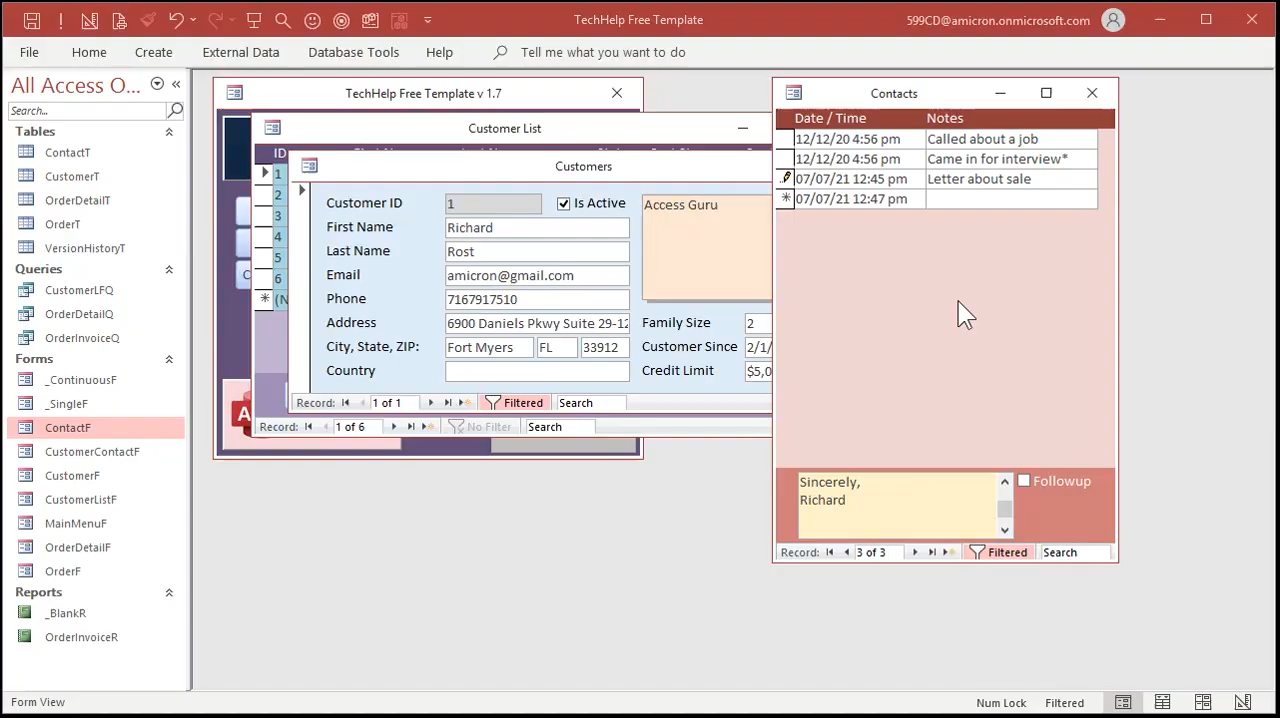 TechHelp Free Template
599CD@amicron.onmicrosoft.com
File Home Create External Data Database Tools Help Tell me what you want to do
All Access O...
Search...
Tables
ContactT
CustomerT
OrderDetailT
OrderT
VersionHistoryT
Queries
CustomerLFQ
OrderDetailQ
OrderInvoiceQ
Forms
_ContinuousF
_SingleF
ContactF
CustomerContactF
CustomerF
CustomerListF
MainMenuF
OrderDetailF
OrderF
Reports
_BlankR
OrderInvoiceR
TechHelp Free Template v 1.7
Customer List
ID
1
2
3
4
5
6
* (N
Record: 1 of 6 No Filter Search
Customers
Customer ID 1 Is Active
First Name Richard
Last Name Rost
Email amicron@gmail.com
Phone 7167917510
Address 6900 Daniels Pkwy Suite 29-12
City, State, ZIP: Fort Myers FL 33912
Country
Access Guru
Family Size 2
Customer Since 2/1/
Credit Limit $5,0
Record: 1 of 1 Filtered Search
Contacts
Date / Time Notes
12/12/20 4:56 pm Called about a job
12/12/20 4:56 pm Came in for interview*
07/07/21 12:45 pm Letter about sale
* 07/07/21 12:47 pm
Sincerely,
Richard
Followup
Record: 3 of 3 Filtered Search
Form View
Num Lock Filtered